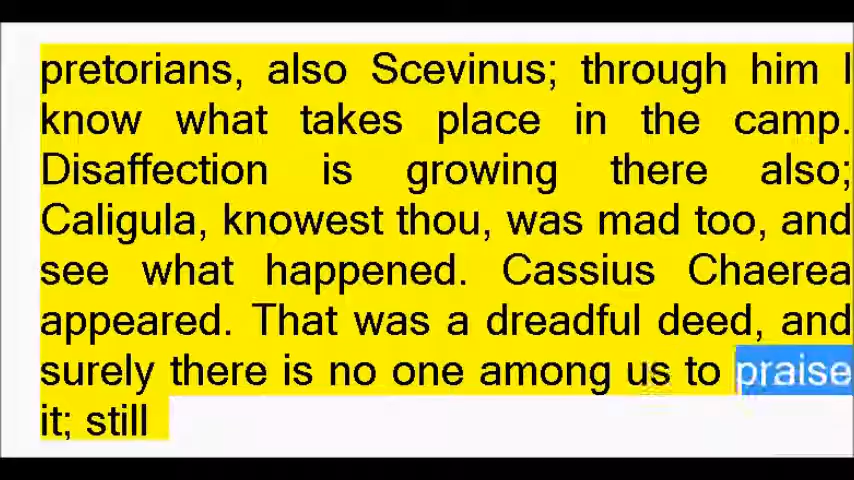 pretorians, also Scevinus; through him I
know what takes place in the camp.
Disaffection is growing there also;
Caligula, knowest thou, was mad too, and
see what happened. Cassius Chaerea
appeared. That was a dreadful deed, and
surely there is no one among us to praise
it; still